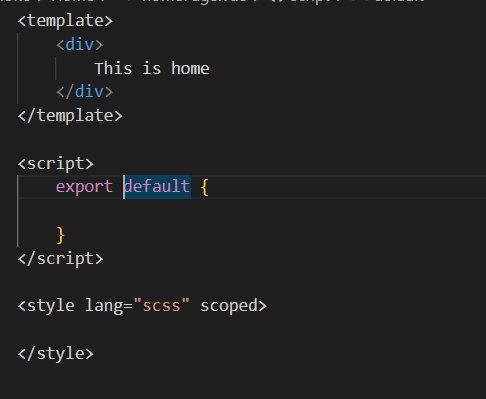 <template>
    <div>
        This is home
    </div>
</template>

<script>
    export default {

    }
</script>

<style lang="scss" scoped>

</style>